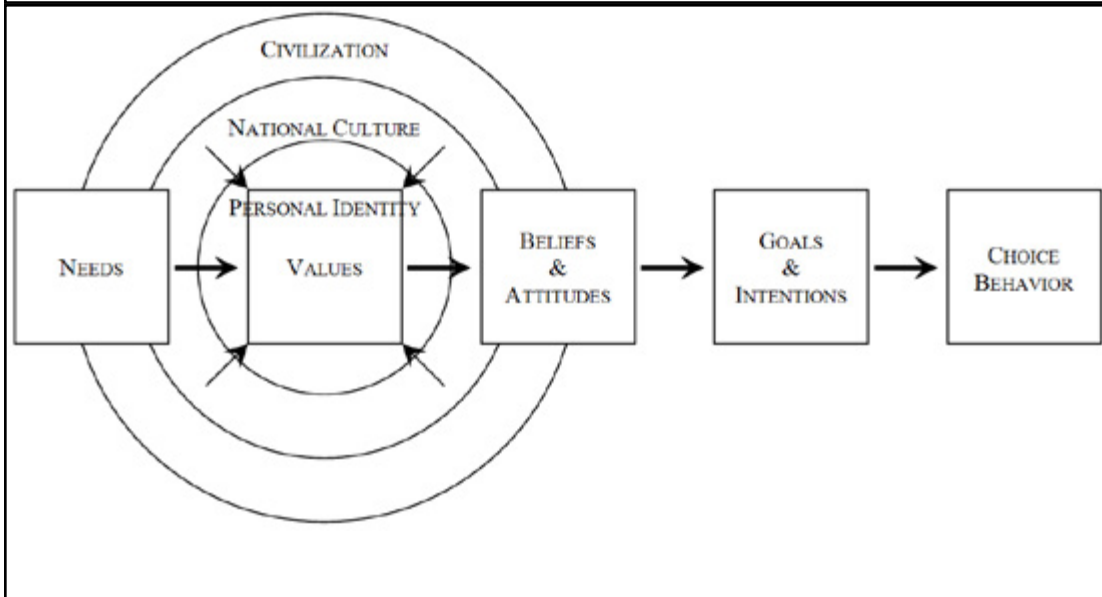 CIVILIZATION
NATIONAL CULTURE
PERSONAL IDENTITY
NEEDS
VALUES
BELIEFS
&
ATTITUDES
GOALS
&
INTENTIONS
CHOICE
BEHAVIOR